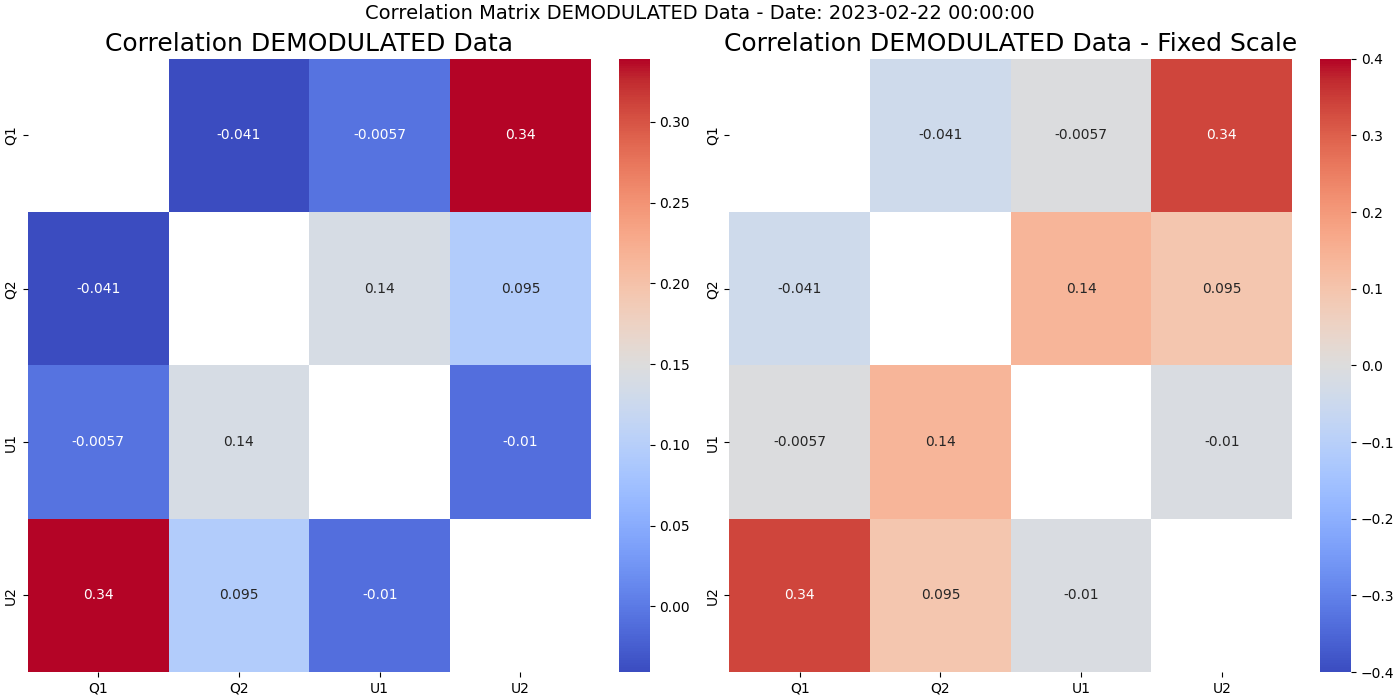 Correlation Matrix DEMODULATED Data - Date: 2023-02-22 00:00:00
Correlation DEMODULATED Data
Q1
-0.041
-0.0057
0.34
Q2
-0.041
0.14
0.095
U1
-0.0057
0.14
-0.01
U2
0.34
0.095
-0.01
Q1
Q2
U1
U2
0.30
0.25
0.20
0.15
0.10
0.05
0.00
Correlation DEMODULATED Data - Fixed Scale
Q1
-0.041
-0.0057
0.34
Q2
-0.041
0.14
0.095
U1
-0.0057
0.14
-0.01
U2
0.34
0.095
-0.01
Q1
Q2
U1
U2
0.4
0.3
0.2
0.1
0.0
−0.1
−0.2
−0.3
−0.4